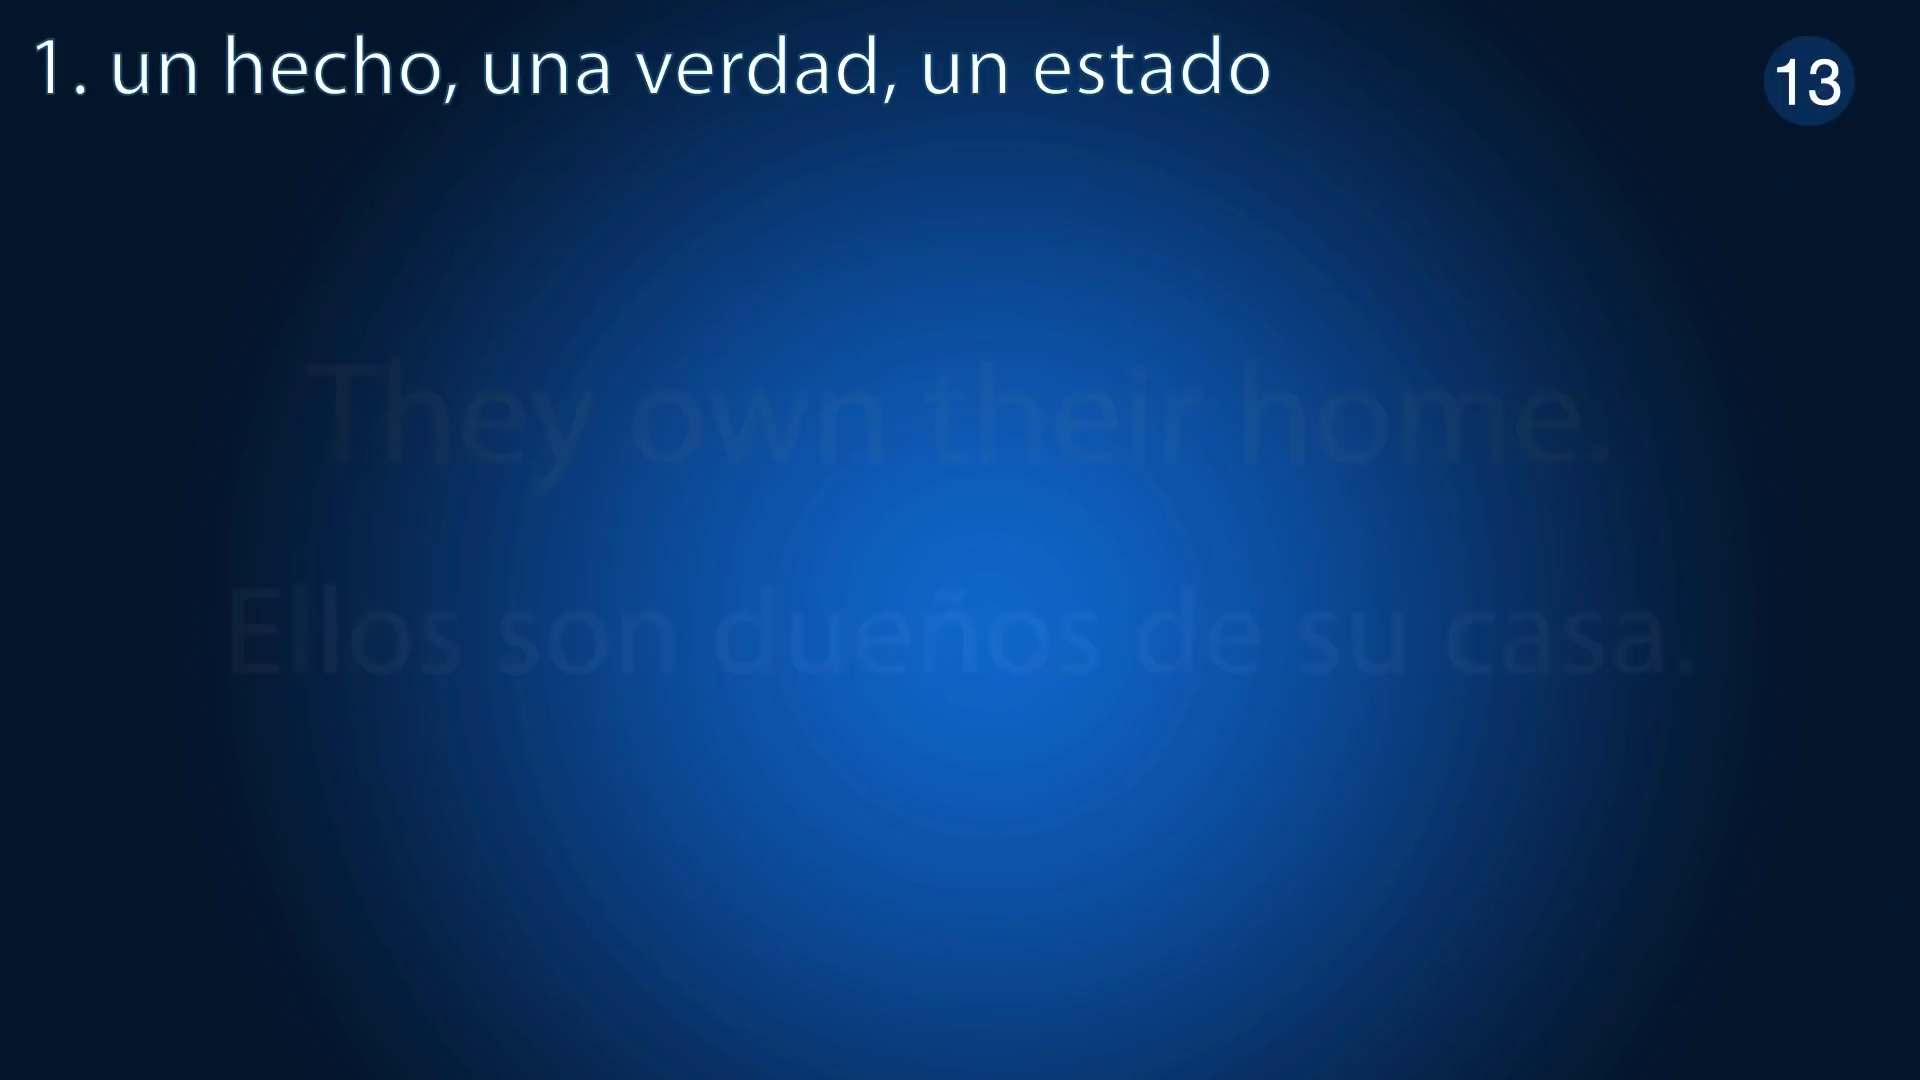 1. un hecho, una verdad, un estado
13
They own their home.
Ellos son dueños de su casa.